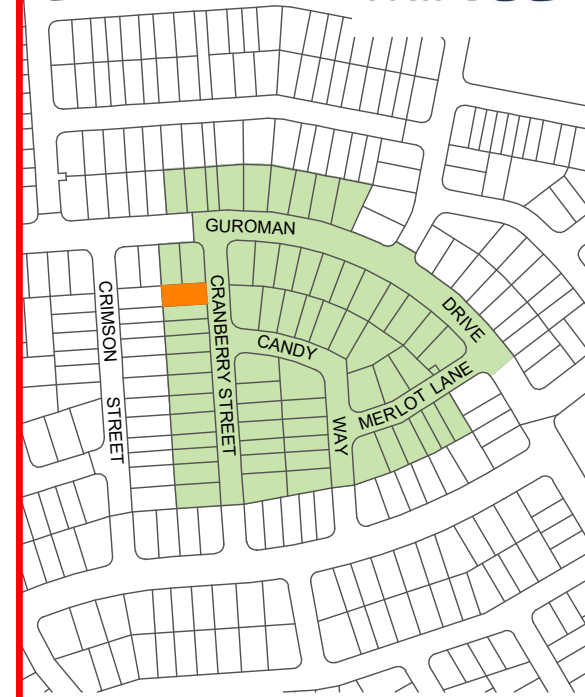 GUROMAN
DRIVE
CRIMSON
STREET
CRANBERRY STREET
CANDY
WAY
MERLOT LANE